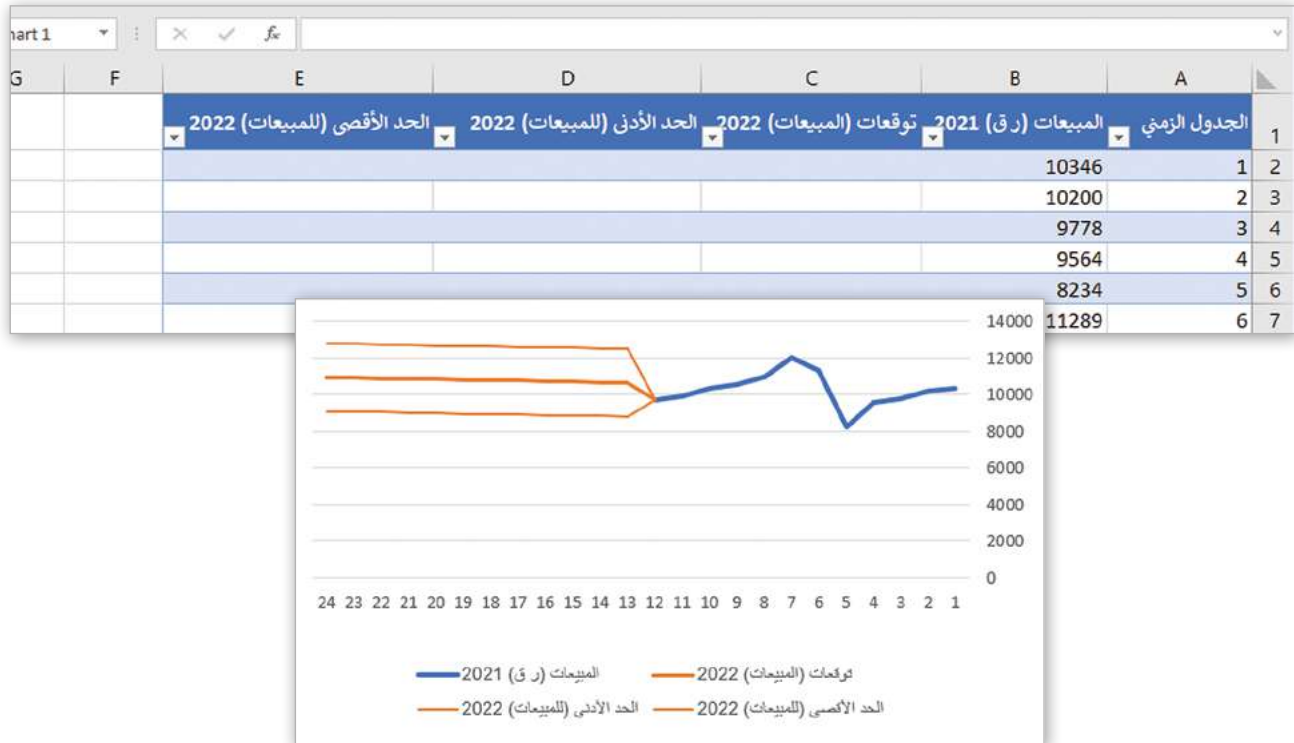 hart 1
fx
A B C D E F G
1 الجدول الزمني المبيعات (ر ق) 2021 توقعات (المبيعات) 2022 الحد الأدنى (للمبيعات) 2022 الحد الأقصى (للمبيعات) 2022
2 1 10346
3 2 10200
4 3 9778
5 4 9564
6 5 8234
7 6 11289
14000
12000
10000
8000
6000
4000
2000
0
24 23 22 21 20 19 18 17 16 15 14 13 12 11 10 9 8 7 6 5 4 3 2 1
توقعات (المبيعات) 2022 المبيعات (ر ق) 2021
الحد الأقصى (للمبيعات) 2022 الحد الأدنى (للمبيعات) 2022